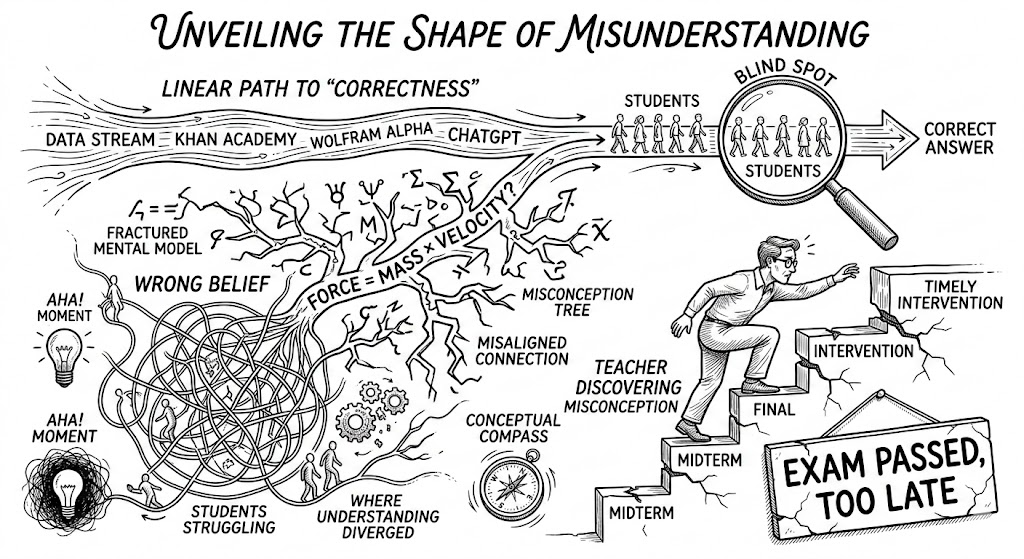 UNVEILING THE SHAPE OF MISUNDERSTANDING
LINEAR PATH TO "CORRECTNESS"
DATA STREAM
KHAN ACADEMY
WOLFRAM ALPHA
CHATGPT
STUDENTS
BLIND SPOT
STUDENTS
CORRECT
ANSWER
FRACTURED
MENTAL MODEL
WRONG BELIEF
FORCE = MASS × VELOCITY?
MISCONCEPTION
TREE
MISALIGNED
CONNECTION
AHA!
MOMENT
AHA!
MOMENT
STUDENTS
STRUGGLING
WHERE
UNDERSTANDING
DIVERGED
CONCEPTUAL
COMPASS
TEACHER
DISCOVERING
MISCONCEPTION
TIMELY
INTERVENTION
INTERVENTION
FINAL
MIDTERM
MIDTERM
EXAM PASSED,
TOO LATE